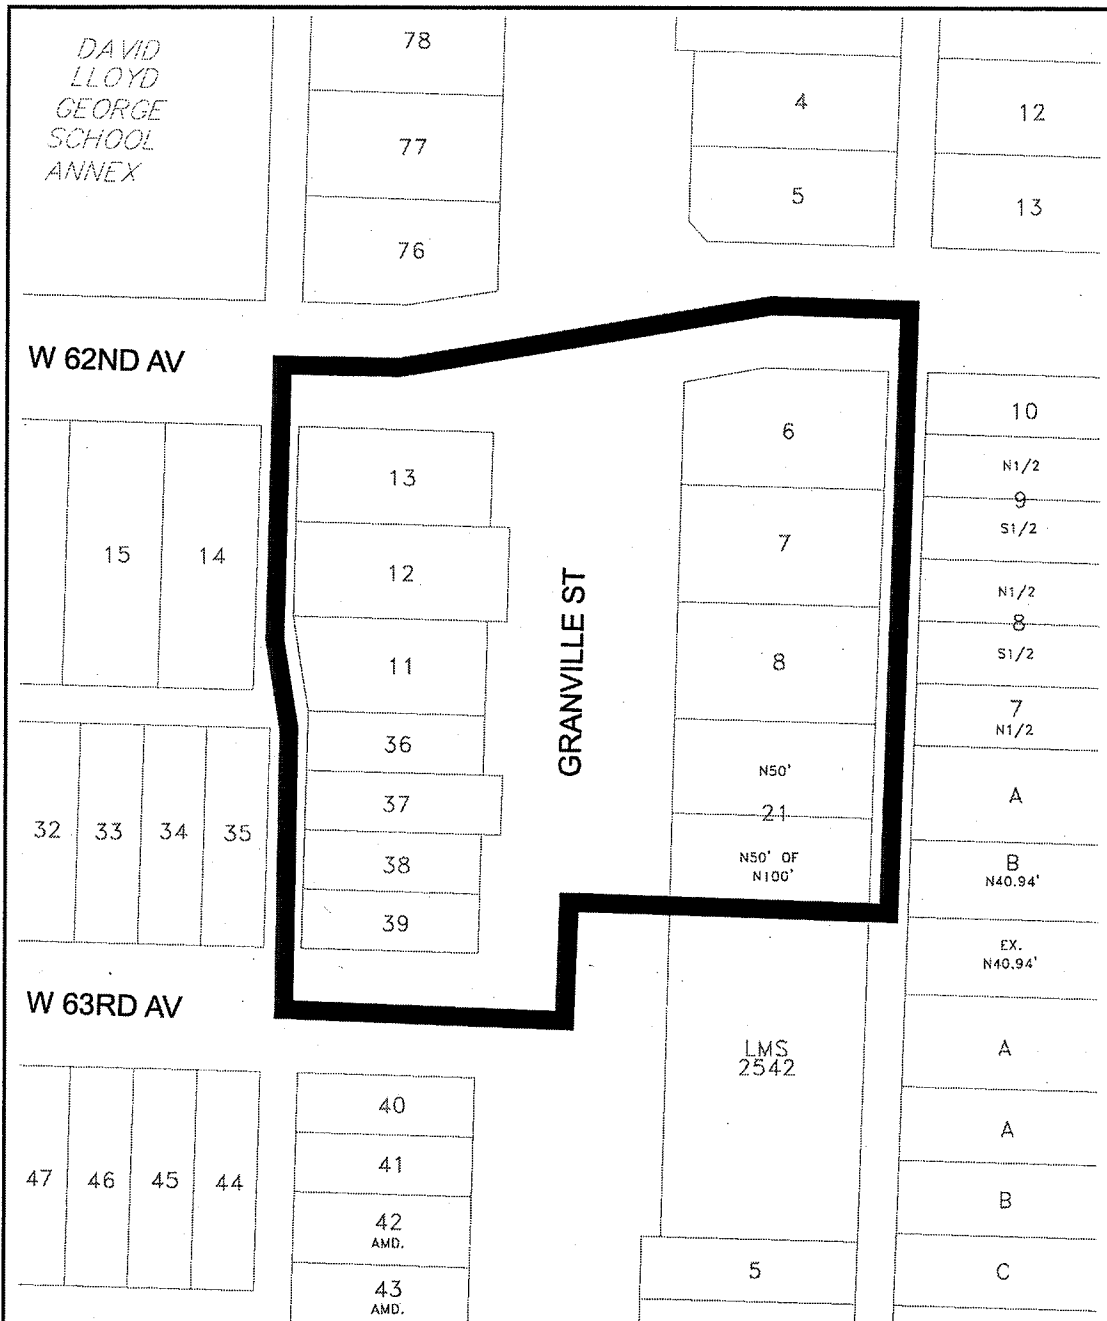 DAVID
LLOYD
GEORGE
SCHOOL
ANNEX
78
77
76
4
5
12
13
W 62ND AV
15
14
13
12
11
36
37
38
39
32
33
34
35
GRANVILLE ST
6
7
8
N50'
21
N50' OF
N100'
10
N1/2
9
S1/2
N1/2
8
S1/2
7
N1/2
A
B
N40.94'
EX.
N40.94'
A
A
B
C
W 63RD AV
47
46
45
44
40
41
42
AMD.
43
AMD.
LMS
2542
5